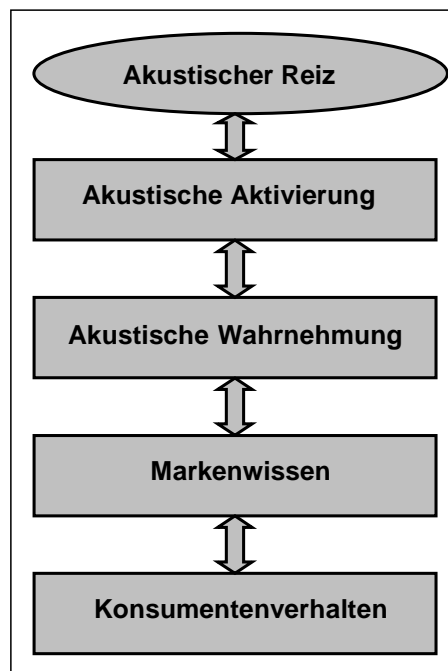 Akustischer Reiz
Akustische Aktivierung
Akustische Wahrnehmung
Markenwissen
Konsumentenverhalten